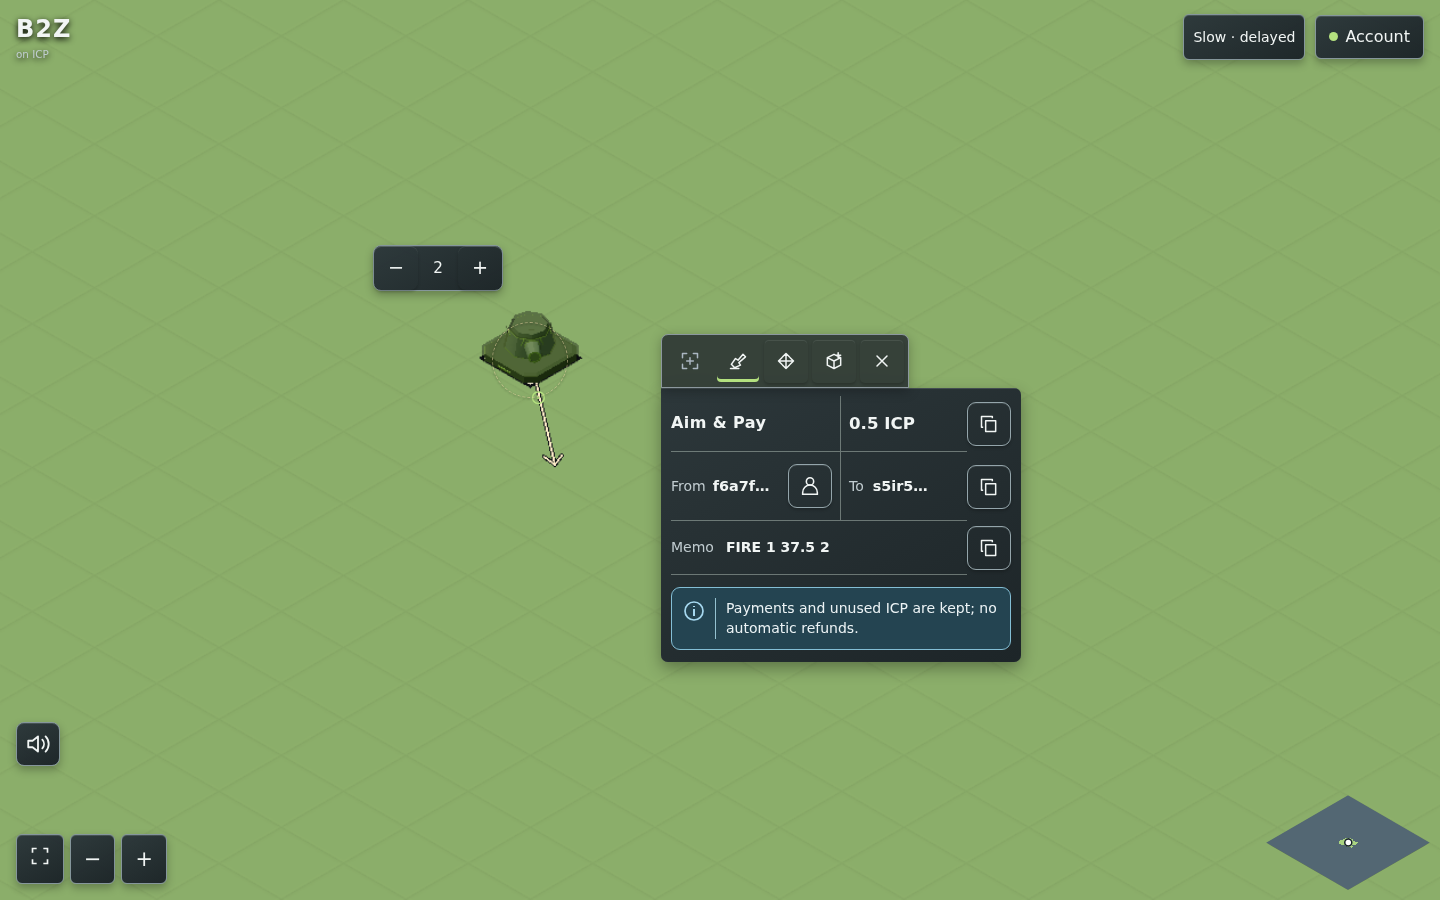 B2Z
on ICP
Slow · delayed
Account
− 2 +
Aim & Pay
0.5 ICP
From f6a7f…
To s5ir5…
Memo FIRE 1 37.5 2
Payments and unused ICP are kept; no
automatic refunds.
− +